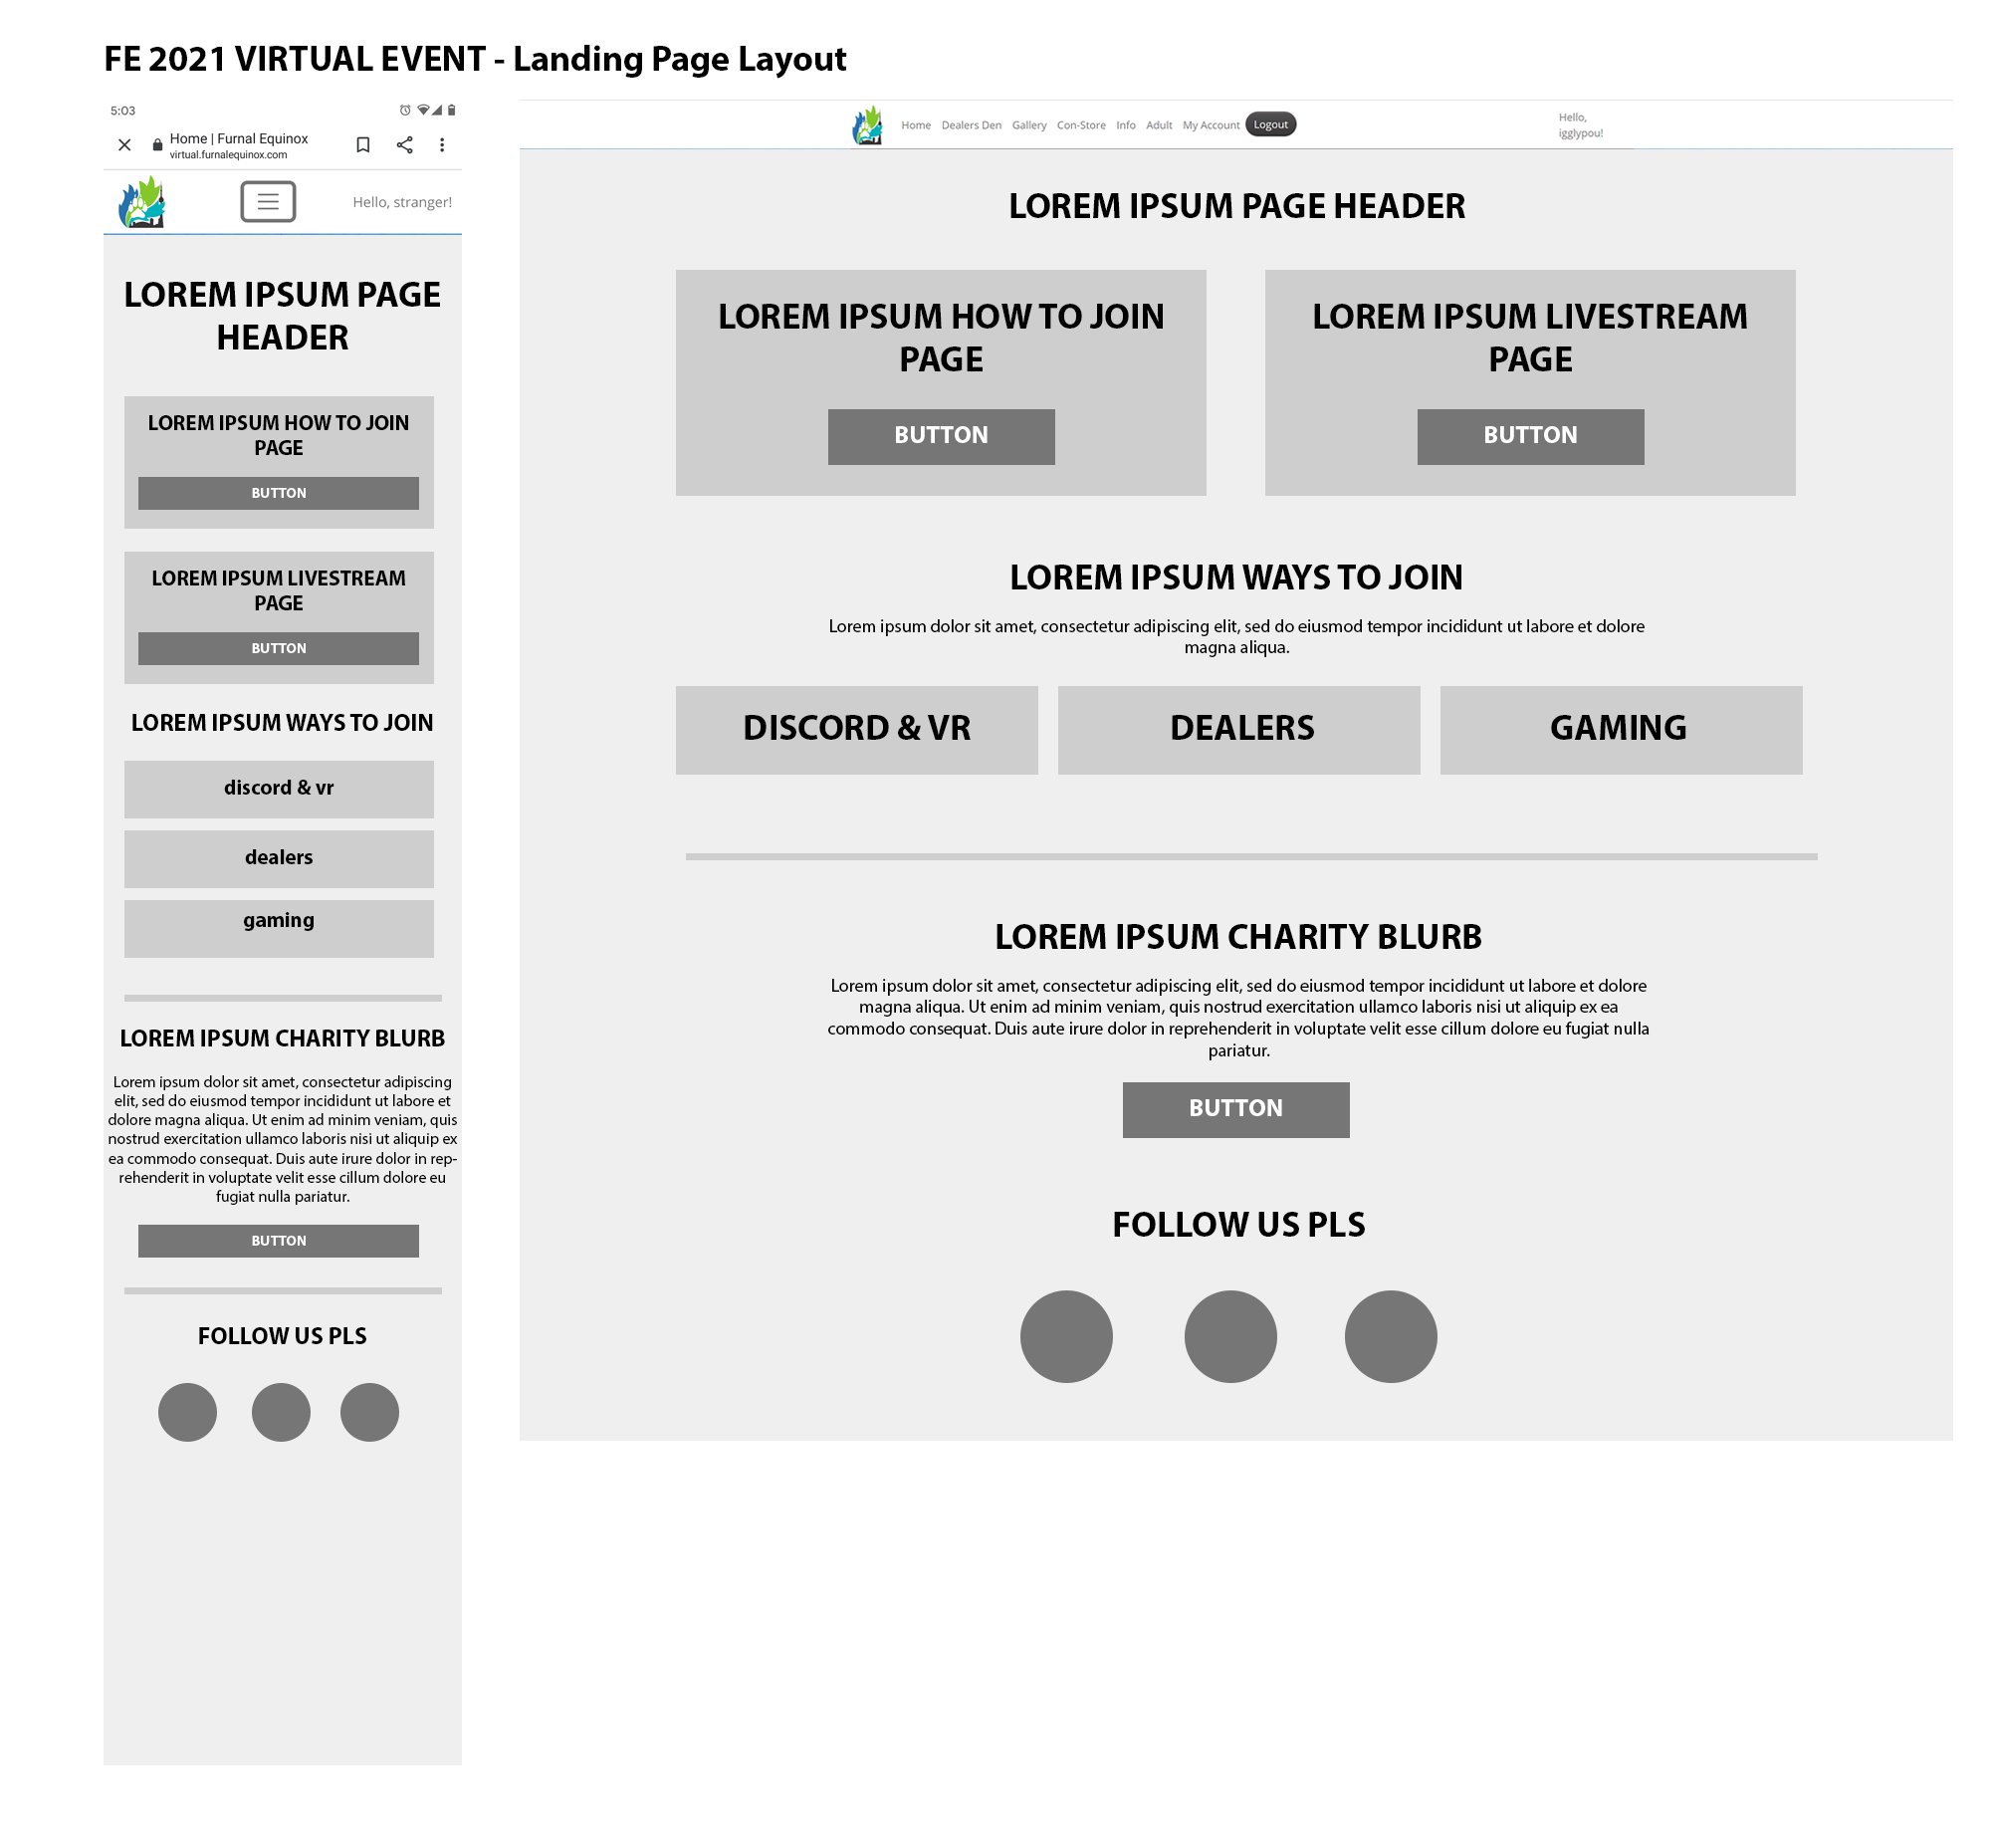 FE 2021 VIRTUAL EVENT - Landing Page Layout
5:03
Home | Furnal Equinox
virtual.furnalequinox.com
Hello, stranger!
LOREM IPSUM PAGE
HEADER
LOREM IPSUM HOW TO JOIN
PAGE
BUTTON
LOREM IPSUM LIVESTREAM
PAGE
BUTTON
LOREM IPSUM WAYS TO JOIN
discord & vr
dealers
gaming
LOREM IPSUM CHARITY BLURB
Lorem ipsum dolor sit amet, consectetur adipiscing
elit, sed do eiusmod tempor incididunt ut labore et
dolore magna aliqua. Ut enim ad minim veniam, quis
nostrud exercitation ullamco laboris nisi ut aliquip ex
ea commodo consequat. Duis aute irure dolor in rep-
rehenderit in voluptate velit esse cillum dolore eu
fugiat nulla pariatur.
BUTTON
FOLLOW US PLS
Home Dealers Den Gallery Con-Store Info Adult My Account Logout
Hello,
igglypou!
LOREM IPSUM PAGE HEADER
LOREM IPSUM HOW TO JOIN
PAGE
BUTTON
LOREM IPSUM LIVESTREAM
PAGE
BUTTON
LOREM IPSUM WAYS TO JOIN
Lorem ipsum dolor sit amet, consectetur adipiscing elit, sed do eiusmod tempor incididunt ut labore et dolore
magna aliqua.
DISCORD & VR
DEALERS
GAMING
LOREM IPSUM CHARITY BLURB
Lorem ipsum dolor sit amet, consectetur adipiscing elit, sed do eiusmod tempor incididunt ut labore et dolore
magna aliqua. Ut enim ad minim veniam, quis nostrud exercitation ullamco laboris nisi ut aliquip ex ea
commodo consequat. Duis aute irure dolor in reprehenderit in voluptate velit esse cillum dolore eu fugiat nulla
pariatur.
BUTTON
FOLLOW US PLS